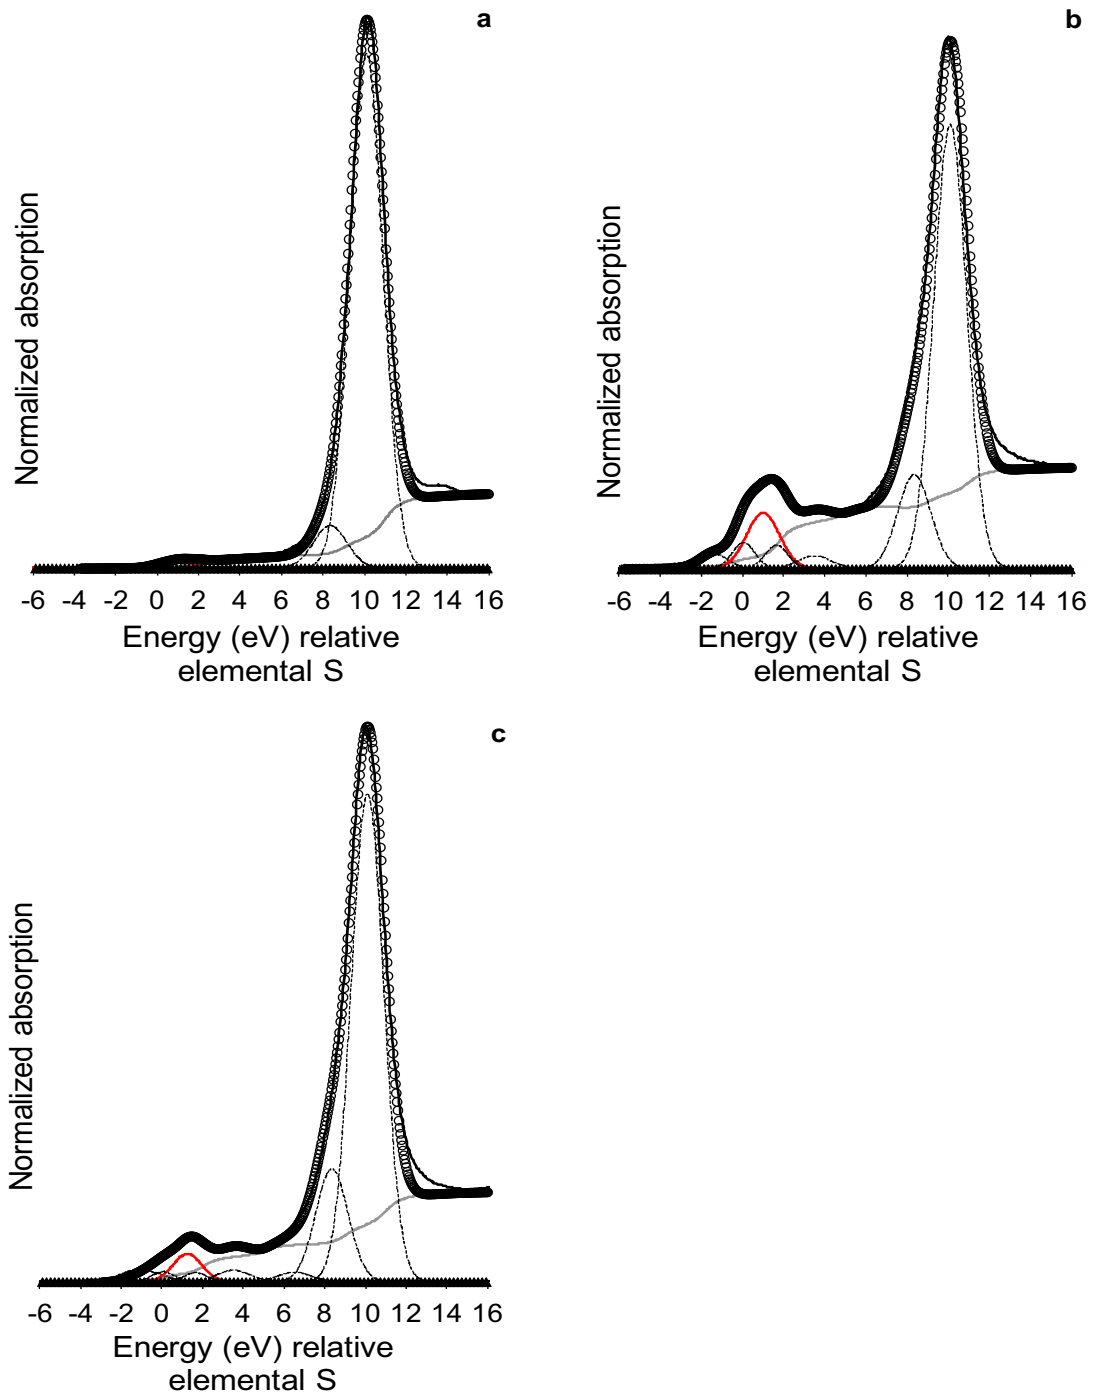 a
Normalized absorption
-6 -4 -2 0 2 4 6 8 10 12 14 16
Energy (eV) relative
elemental S
b
Normalized absorption
-6 -4 -2 0 2 4 6 8 10 12 14 16
Energy (eV) relative
elemental S
c
Normalized absorption
-6 -4 -2 0 2 4 6 8 10 12 14 16
Energy (eV) relative
elemental S